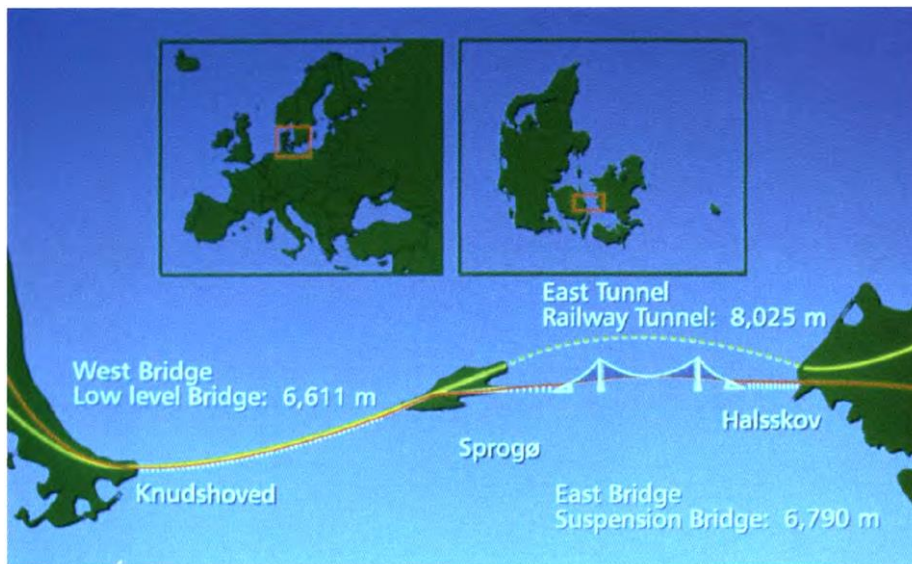 East Tunnel
Railway Tunnel: 8,025 m
West Bridge
Low level Bridge: 6,611 m
Halsskov
Sprogø
Knudshoved
East Bridge
Suspension Bridge: 6,790 m